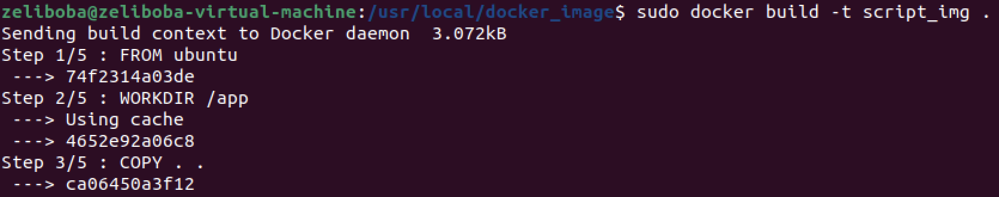 zeliboba@zeliboba-virtual-machine:/usr/local/docker_image$ sudo docker build -t script_img .
Sending build context to Docker daemon  3.072kB
Step 1/5 : FROM ubuntu
 ---> 74f2314a03de
Step 2/5 : WORKDIR /app
 ---> Using cache
 ---> 4652e92a06c8
Step 3/5 : COPY . .
 ---> ca06450a3f12